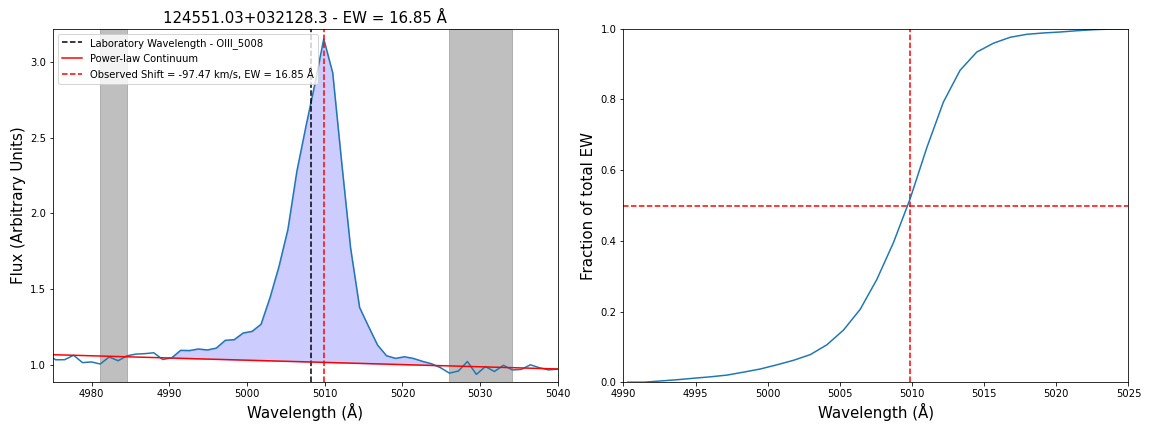 124551.03+032128.3 - EW = 16.85 Å
Laboratory Wavelength - OIII_5008
Power-law Continuum
Observed Shift = -97.47 km/s, EW = 16.85 Å
Flux (Arbitrary Units)
3.0
2.5
2.0
1.5
1.0
4980 4990 5000 5010 5020 5030 5040
Wavelength (Å)
Fraction of total EW
1.0
0.8
0.6
0.4
0.2
0.0
4990 4995 5000 5005 5010 5015 5020 5025
Wavelength (Å)